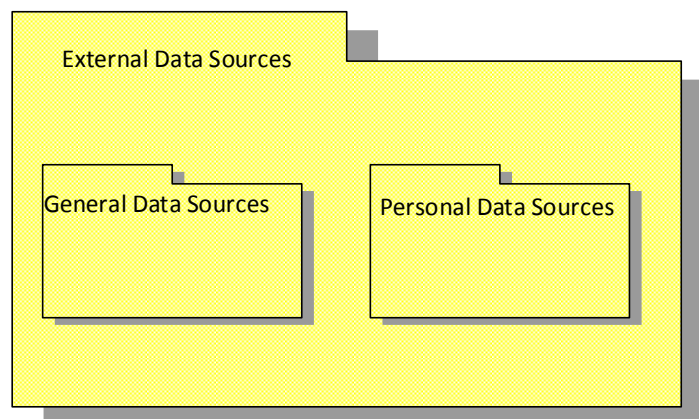 External Data Sources
General Data Sources
Personal Data Sources